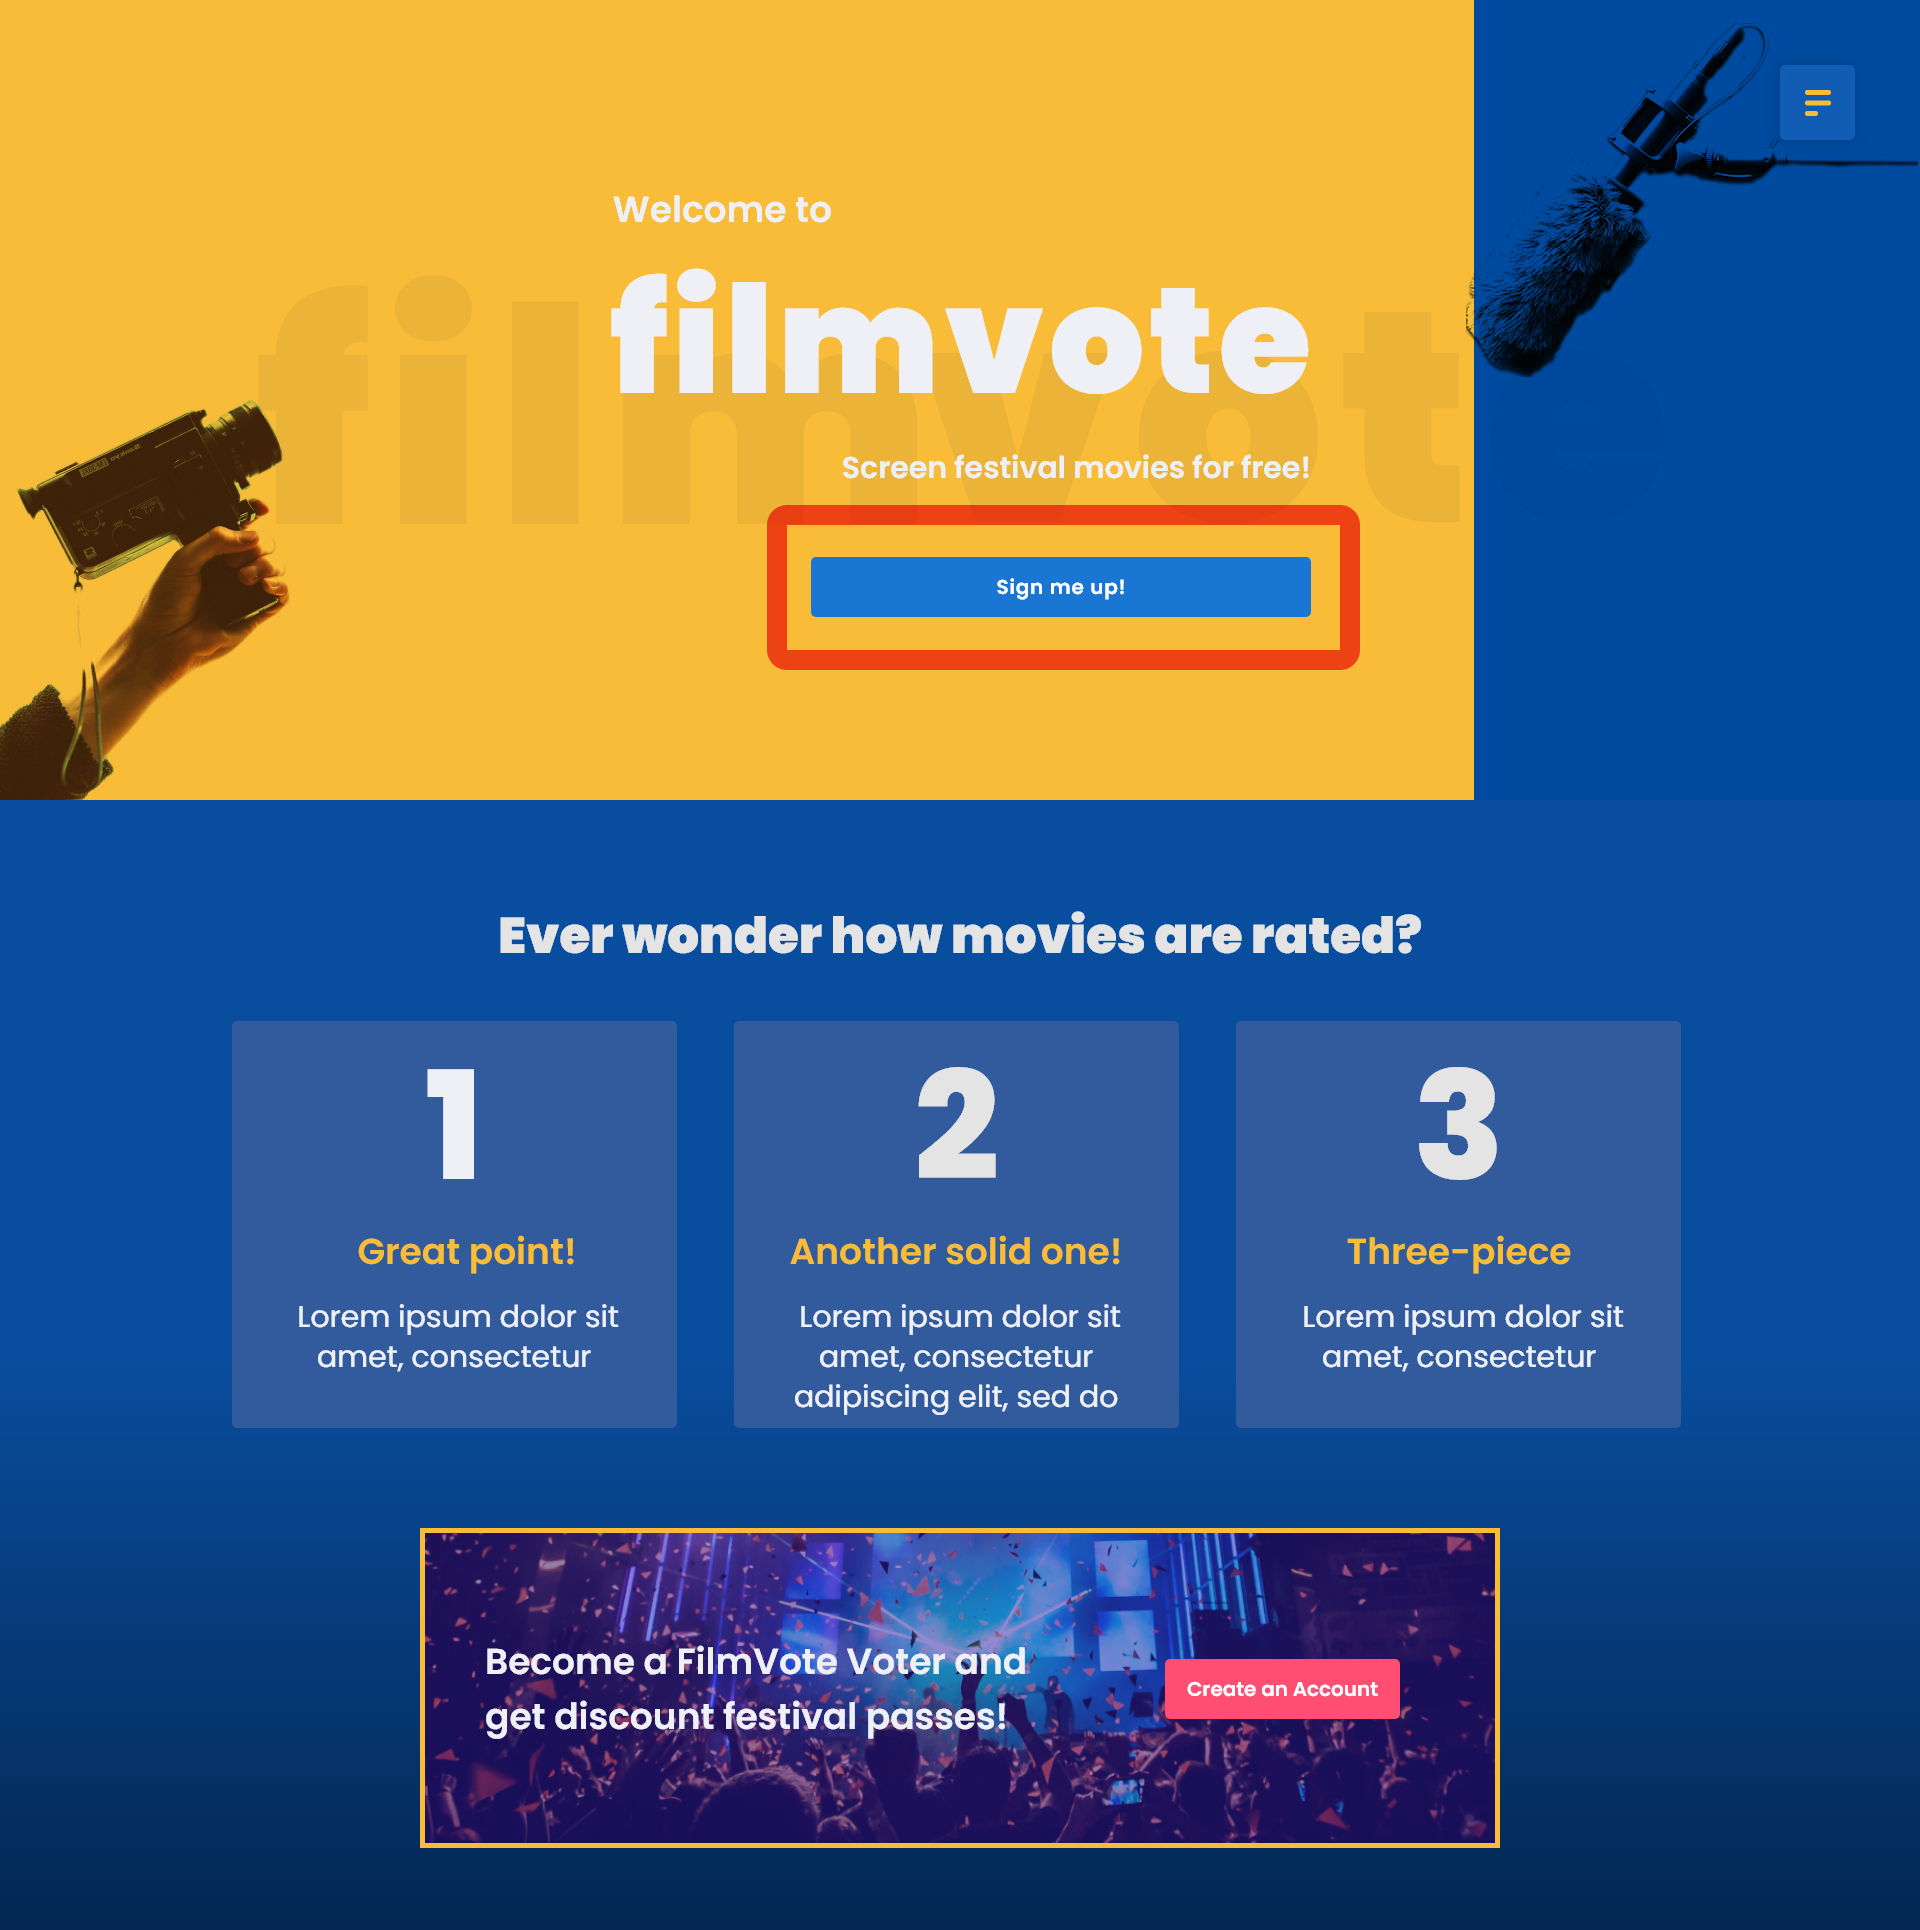 Welcome to
filmvote
filmvote
Screen festival movies for free!
Sign me up!
Ever wonder how movies are rated?
1
Great point!
Lorem ipsum dolor sit
amet, consectetur
2
Another solid one!
Lorem ipsum dolor sit
amet, consectetur
adipiscing elit, sed do
3
Three-piece
Lorem ipsum dolor sit
amet, consectetur
Become a FilmVote Voter and
get discount festival passes!
Create an Account